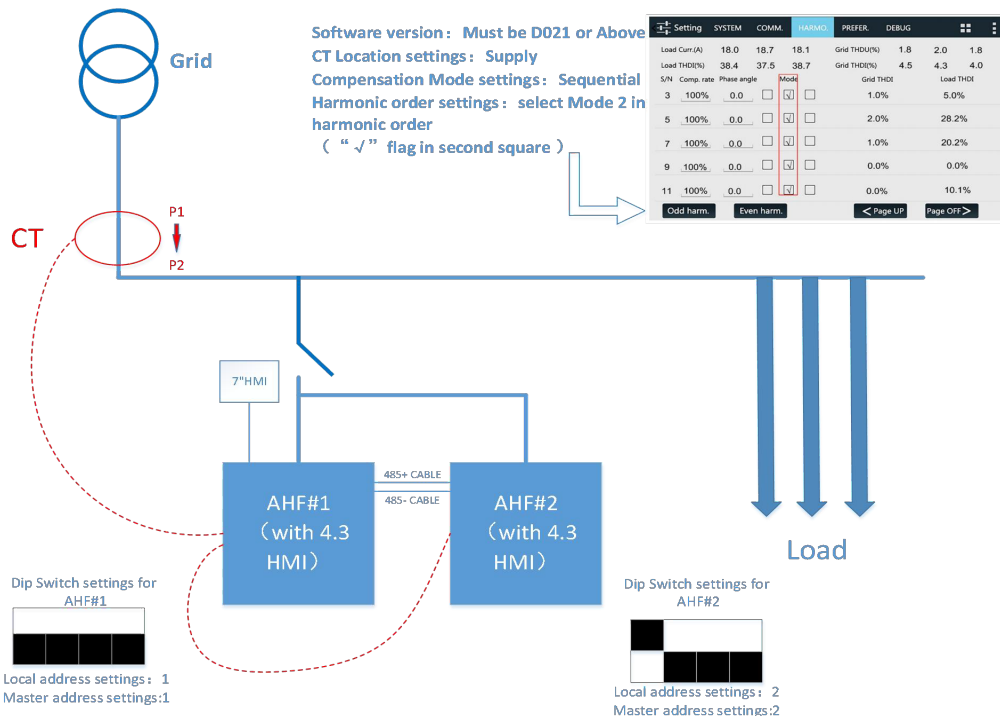 Software version：Must be D021 or Above
CT Location settings：Supply
Compensation Mode settings：Sequential
Harmonic order settings：select Mode 2 in
harmonic order
（ “ √ ” flag in second square ）
Setting SYSTEM COMM. HARMO PREFER. DEBUG
Load Curr.(A) 18.0 18.7 18.1 Grid THDU(%) 1.8 2.0 1.8
Load THDI(%) 38.4 37.5 38.7 Grid THDI(%) 4.5 4.3 4.0
S/N Comp. rate Phase angle Mode Grid THDI Load THDI
3 100% 0.0 √ 1.0% 5.0%
5 100% 0.0 √ 2.0% 28.2%
7 100% 0.0 √ 1.0% 20.2%
9 100% 0.0 √ 0.0% 0.0%
11 100% 0.0 √ 0.0% 10.1%
Odd harm. Even harm. < Page UP Page OFF >
Grid
CT
P1
P2
7"HMI
485+ CABLE
485- CABLE
AHF#1
（with 4.3
HMI）
AHF#2
（with 4.3
HMI）
Load
Dip Switch settings for
AHF#1
Local address settings：1
Master address settings:1
Dip Switch settings for
AHF#2
Local address settings：2
Master address settings:2